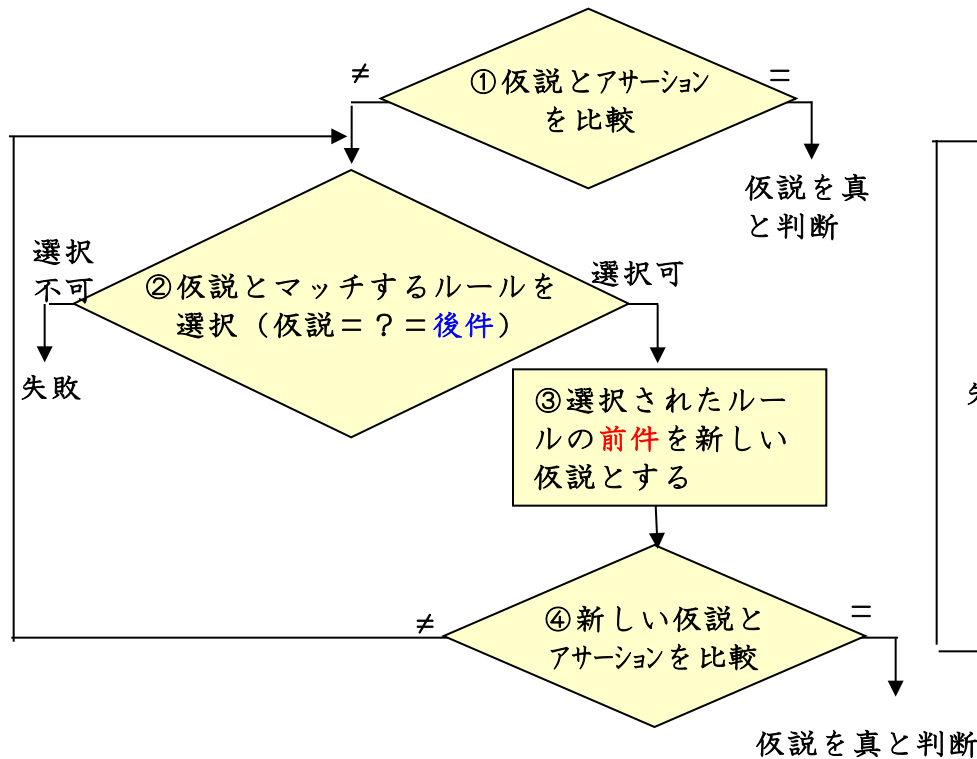 ≠
①仮説とアサーション
を比較
＝
仮説を真
と判断
選択
不可
②仮説とマッチするルールを
選択（仮説＝？＝後件）
選択可
失敗
③選択されたルー
ルの前件を新しい
仮説とする
≠
④新しい仮説と
アサーションを比較
＝
仮説を真と判断